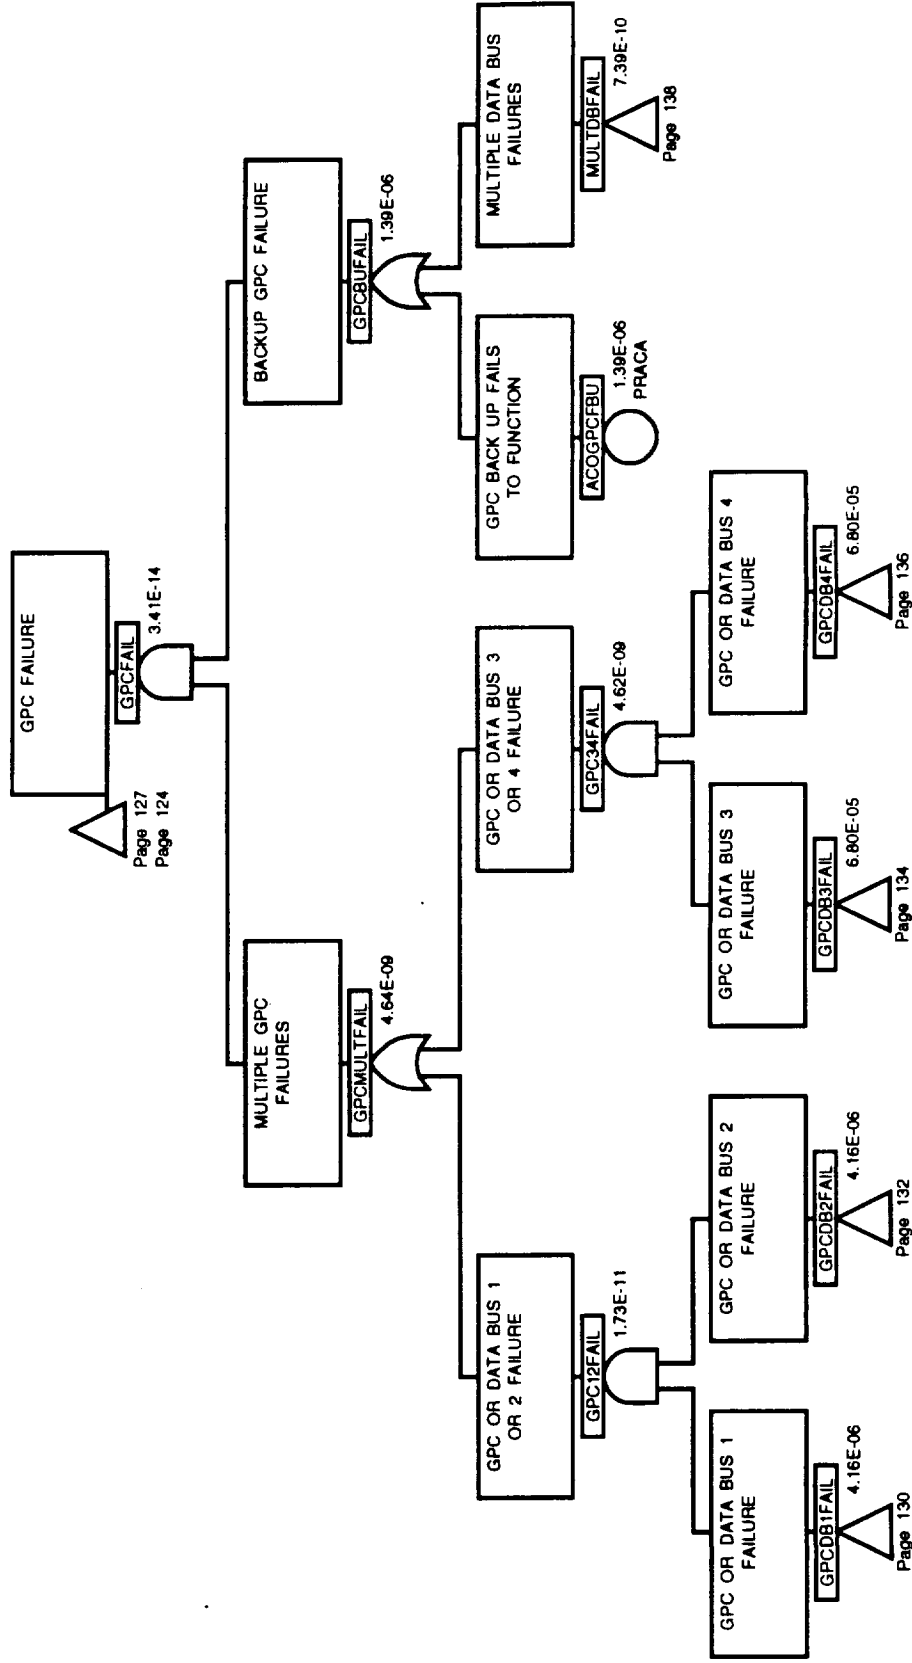 GPC FAILURE
GPCFAIL
3.41E-14
Page 127
Page 124
MULTIPLE GPC
FAILURES
GPCMULTFAIL
4.64E-09
BACKUP GPC FAILURE
GPCBUFAIL
1.39E-06
GPC OR DATA BUS 1
OR 2 FAILURE
GPC12FAIL
1.73E-11
GPC OR DATA BUS 3
OR 4 FAILURE
GPC34FAIL
4.62E-09
GPC BACK UP FAILS
TO FUNCTION
ACOGPCFBU
1.39E-06
PRACA
MULTIPLE DATA BUS
FAILURES
MULTDBFAIL
7.39E-10
Page 138
GPC OR DATA BUS 1
FAILURE
GPCDB1FAIL
4.16E-06
Page 130
GPC OR DATA BUS 2
FAILURE
GPCDB2FAIL
4.16E-06
Page 132
GPC OR DATA BUS 3
FAILURE
GPCDB3FAIL
6.80E-05
Page 134
GPC OR DATA BUS 4
FAILURE
GPCDB4FAIL
6.80E-05
Page 136